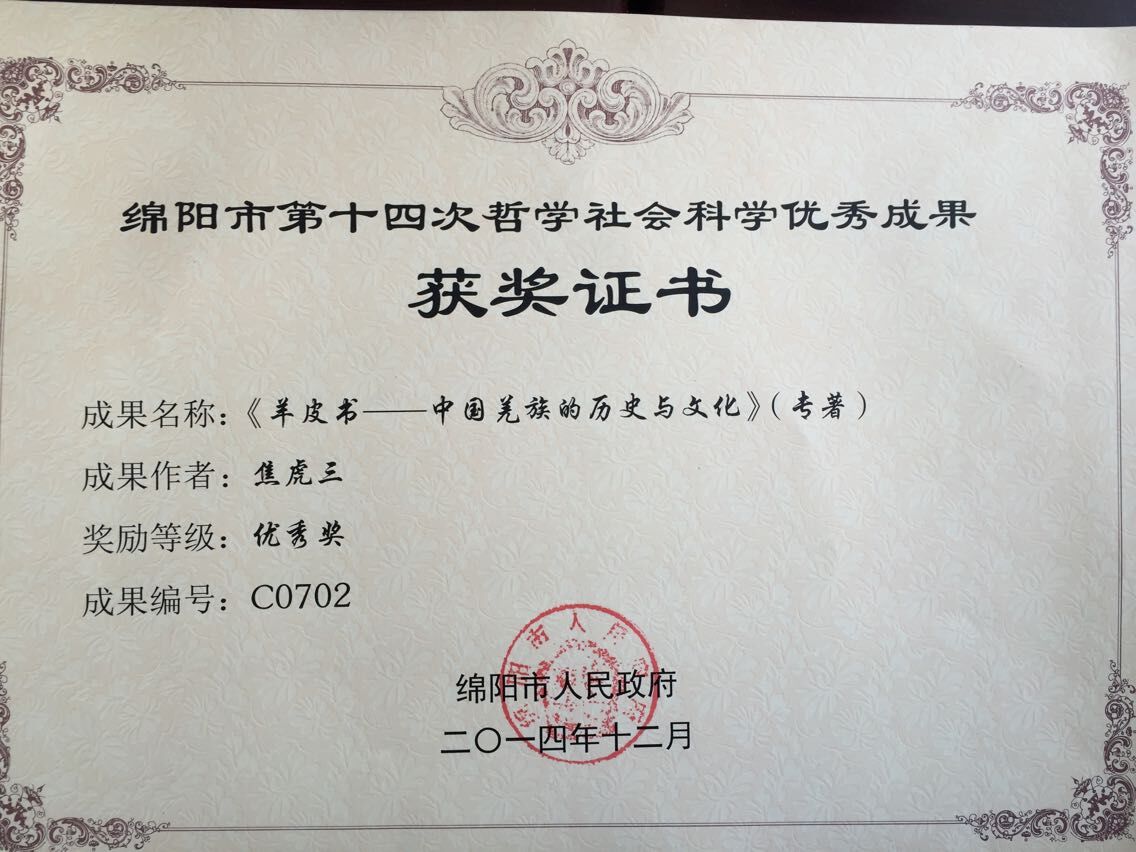 绵阳市第十四次哲学社会科学优秀成果
获奖证书
成果名称：《羊皮书——中国羌族的历史与文化》（专著）
成果作者：焦虎三
奖励等级：优秀奖
成果编号：C0702
绵阳市人民政府
二〇一四年十二月